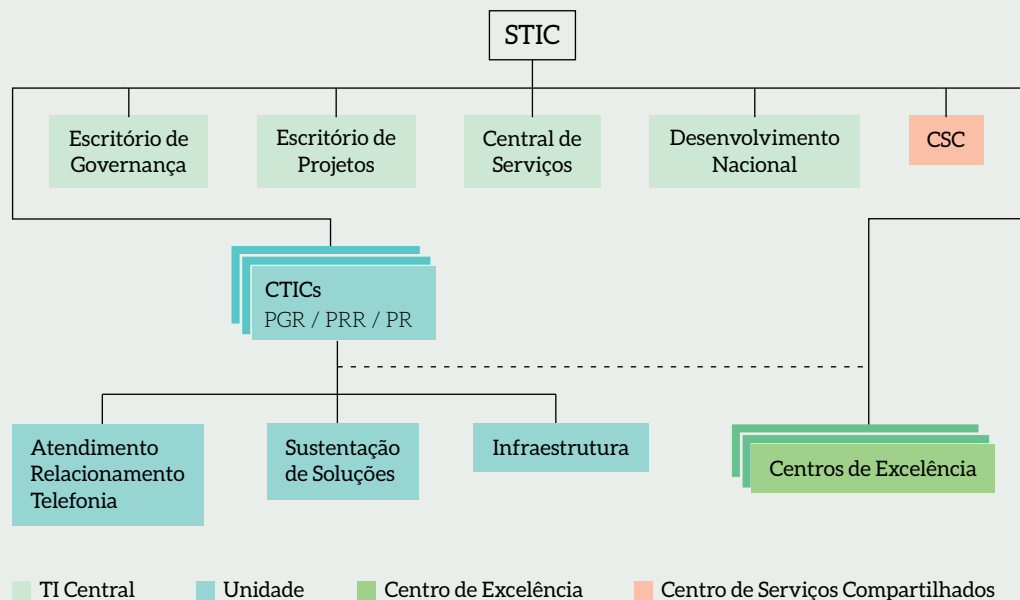 STIC
Escritório de
Governança
Escritório de
Projetos
Central de
Serviços
Desenvolvimento
Nacional
CSC
CTICs
PGR / PRR / PR
Atendimento
Relacionamento
Telefonia
Sustentação
de Soluções
Infraestrutura
Centros de Excelência
TI Central
Unidade
Centro de Excelência
Centro de Serviços Compartilhados